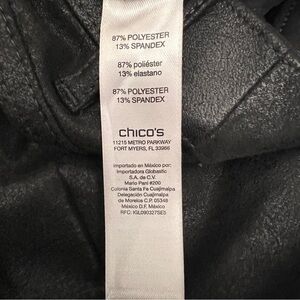 87% POLYESTER
13% SPANDEX
87% poliéster
13% elastano
87% POLYESTER
13% SPANDEX
chico's
11215 METRO PARKWAY
FORT MYERS, FL 33966
Importado en México por:
Importadora Globastic
S.A. de C.V.
Mario Pani #200
Colonia Santa Fe Cuajimalpa
Delegación Cuajimalpa
de Morelos C.P. 05348
México D.F. México
RFC: IGL090327SE5